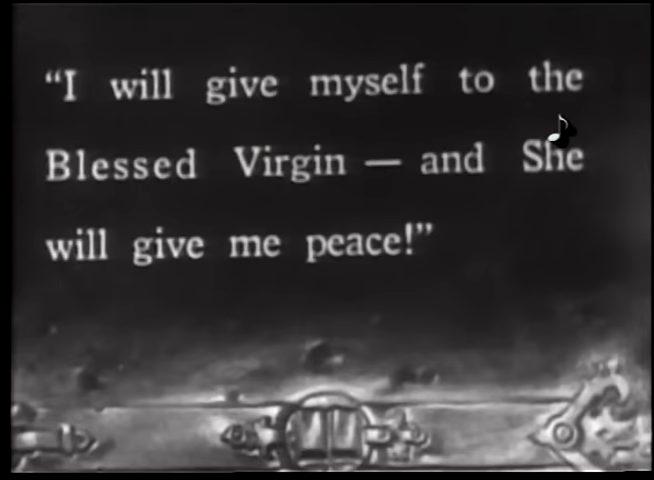 “I will give myself to the
Blessed Virgin — and She
will give me peace!”